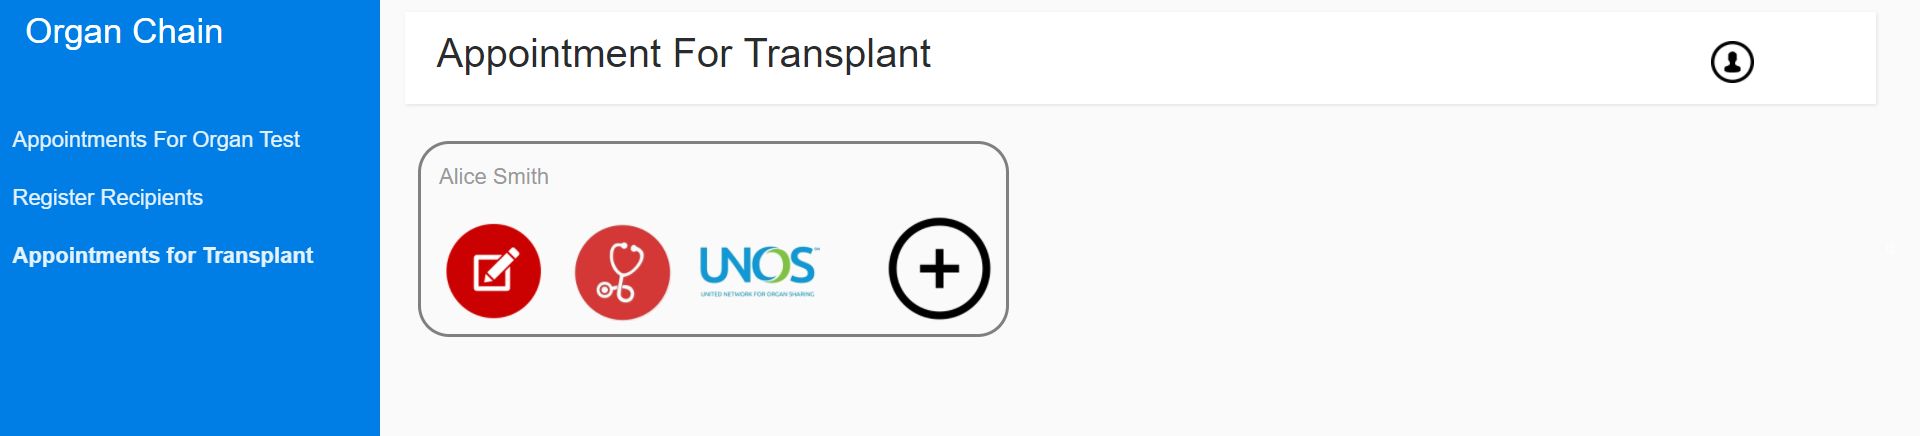 Organ Chain
Appointments For Organ Test
Register Recipients
Appointments for Transplant
Appointment For Transplant
Alice Smith
UNOS
UNITED NETWORK FOR ORGAN SHARING